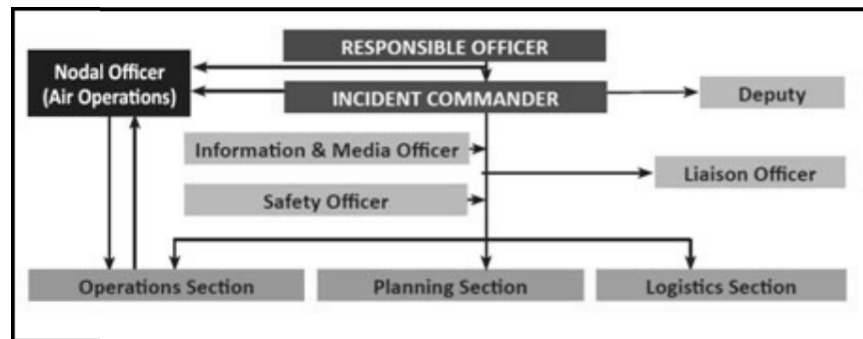 RESPONSIBLE OFFICER
Nodal Officer
(Air Operations)
INCIDENT COMMANDER
Deputy
Information & Media Officer
Liaison Officer
Safety Officer
Operations Section
Planning Section
Logistics Section